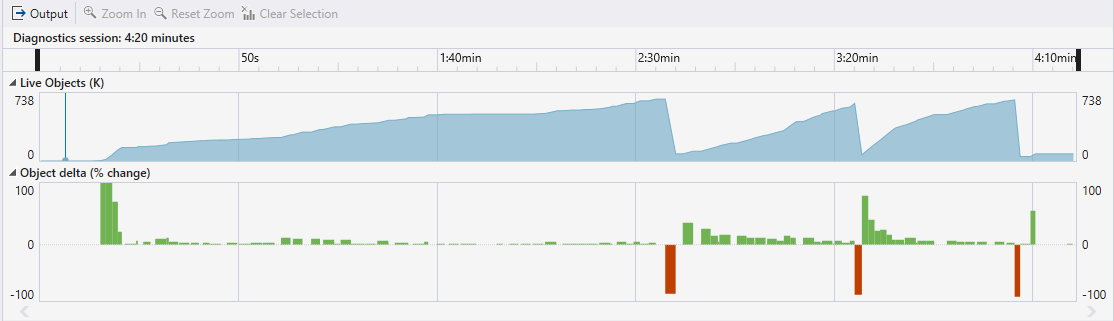 Output Zoom In Reset Zoom Clear Selection
Diagnostics session: 4:20 minutes
50s 1:40min 2:30min 3:20min 4:10min
Live Objects (K)
738 738
0 0
Object delta (% change)
100 100
0 0
-100 -100